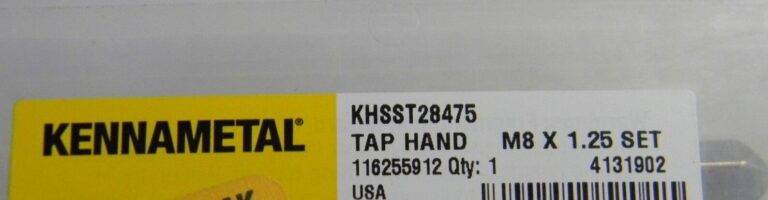 KENNAMETAL®
KHSST28475
TAP HAND M8 X 1.25 SET
116255912 Qty: 1 4131902
USA